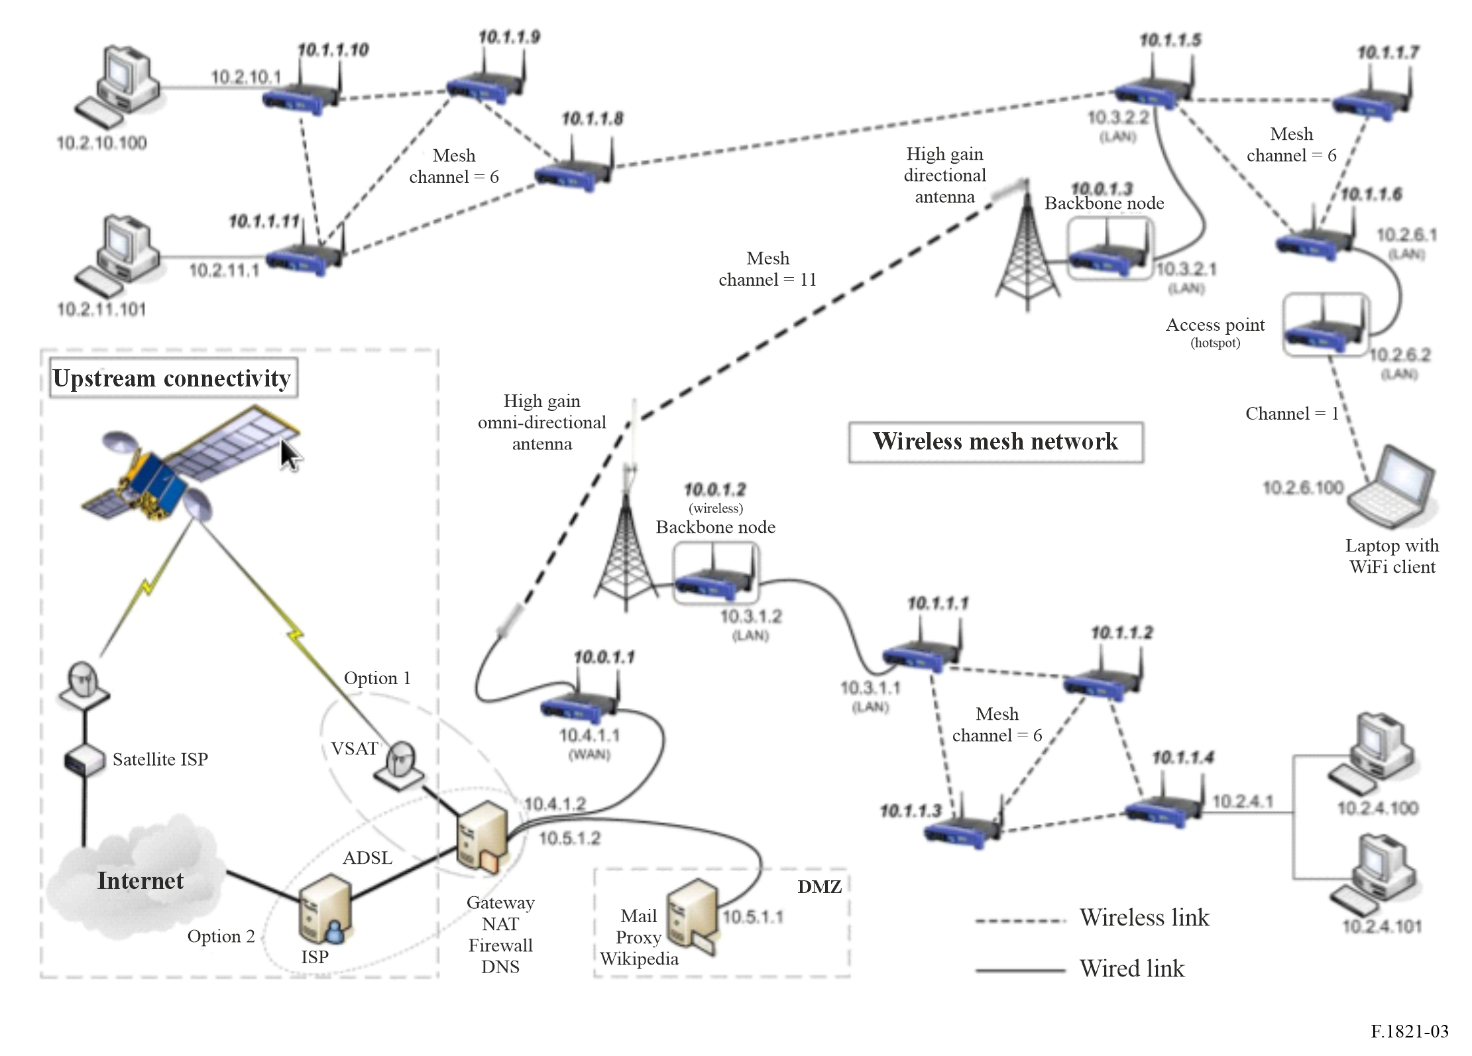 10.1.1.10
10.1.1.9
10.2.10.1
10.2.10.100
10.1.1.8
Mesh
channel = 6
10.1.1.11
10.2.11.1
10.2.11.101
10.1.1.5
10.1.1.7
10.3.2.2
(LAN)
Mesh
channel = 6
High gain
directional
antenna
10.0.1.3
Backbone node
10.1.1.6
10.2.6.1
(LAN)
10.3.2.1
(LAN)
Mesh
channel = 11
Access point
(hotspot)
10.2.6.2
(LAN)
Channel = 1
10.2.6.100
Laptop with
WiFi client
Upstream connectivity
High gain
omni-directional
antenna
Wireless mesh network
10.0.1.2
(wireless)
Backbone node
10.3.1.2
(LAN)
10.1.1.1
10.1.1.2
10.3.1.1
(LAN)
Mesh
channel = 6
10.1.1.3
10.1.1.4
10.2.4.1
10.2.4.100
10.2.4.101
10.0.1.1
10.4.1.1
(WAN)
Option 1
VSAT
Satellite ISP
10.4.1.2
10.5.1.2
ADSL
Internet
Option 2
ISP
Gateway
NAT
Firewall
DNS
DMZ
Mail
Proxy
Wikipedia
10.5.1.1
Wireless link
Wired link
F.1821-03